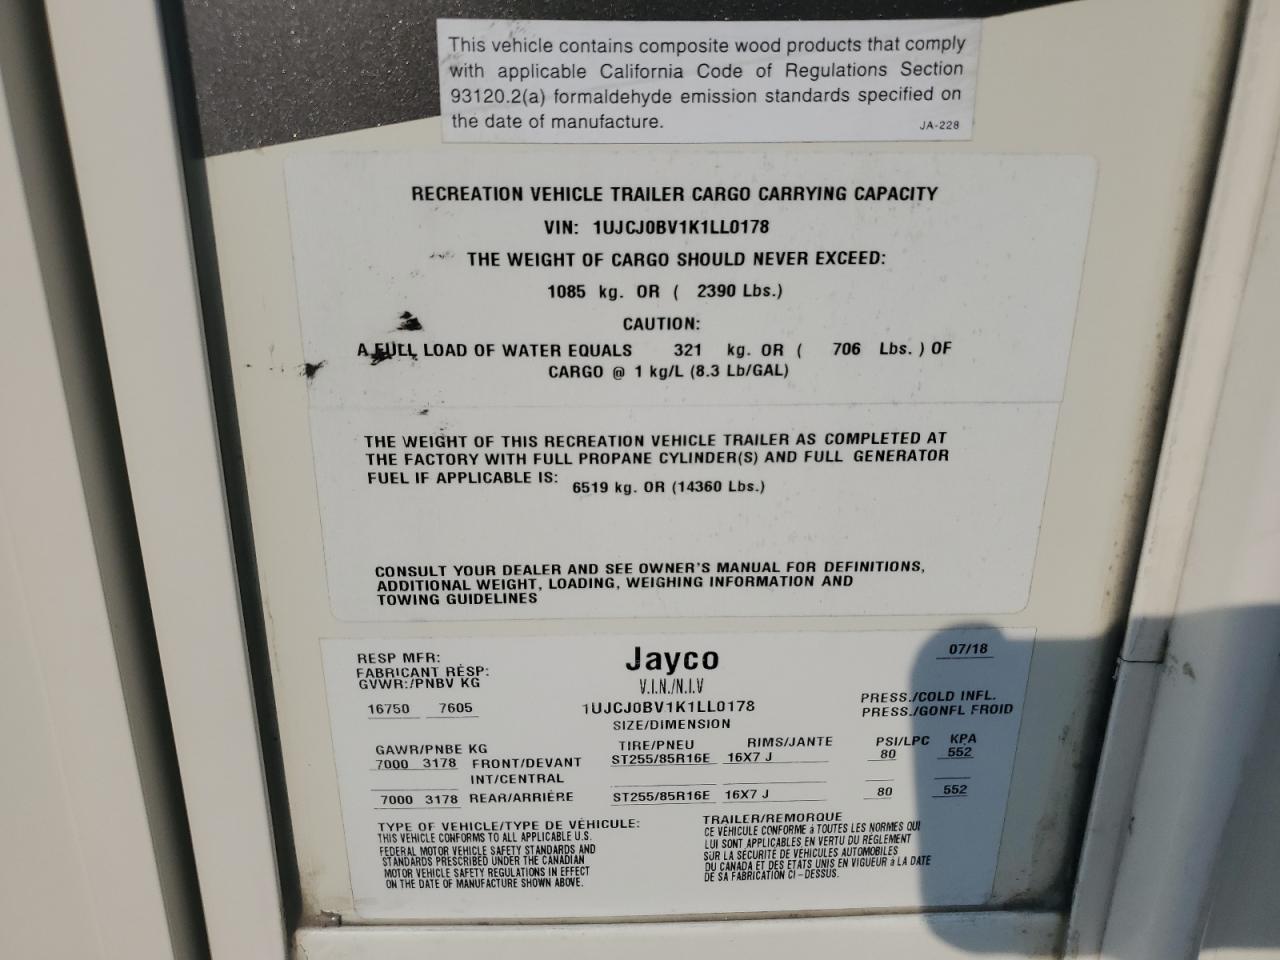 This vehicle contains composite wood products that comply
with applicable California Code of Regulations Section
93120.2(a) formaldehyde emission standards specified on
the date of manufacture.
JA-228
RECREATION VEHICLE TRAILER CARGO CARRYING CAPACITY
VIN: 1UJCJ0BV1K1LL0178
THE WEIGHT OF CARGO SHOULD NEVER EXCEED:
1085 kg. OR ( 2390 Lbs.)
CAUTION:
A FULL LOAD OF WATER EQUALS 321 kg. OR ( 706 Lbs. ) OF
CARGO @ 1 kg/L (8.3 Lb/GAL)
THE WEIGHT OF THIS RECREATION VEHICLE TRAILER AS COMPLETED AT
THE FACTORY WITH FULL PROPANE CYLINDER(S) AND FULL GENERATOR
FUEL IF APPLICABLE IS: 6519 kg. OR (14360 Lbs.)
CONSULT YOUR DEALER AND SEE OWNER'S MANUAL FOR DEFINITIONS,
ADDITIONAL WEIGHT, LOADING, WEIGHING INFORMATION AND
TOWING GUIDELINES
RESP MFR:
FABRICANT RÉSP:
GVWR:/PNBV KG
16750 7605
Jayco
V.I.N./N.I.V
1UJCJ0BV1K1LL0178
SIZE/DIMENSION
07/18
PRESS./COLD INFL.
PRESS./GONFL FROID
GAWR/PNBE KG TIRE/PNEU RIMS/JANTE PSI/LPC KPA
7000 3178 FRONT/DEVANT ST255/85R16E 16X7 J 80 552
INT/CENTRAL
7000 3178 REAR/ARRIÈRE ST255/85R16E 16X7 J 80 552
TYPE OF VEHICLE/TYPE DE VÉHICULE:
THIS VEHICLE CONFORMS TO ALL APPLICABLE U.S.
FEDERAL MOTOR VEHICLE SAFETY STANDARDS AND
STANDARDS PRESCRIBED UNDER THE CANADIAN
MOTOR VEHICLE SAFETY REGULATIONS IN EFFECT
ON THE DATE OF MANUFACTURE SHOWN ABOVE.
TRAILER/REMORQUE
CE VÉHICULE CONFORME à TOUTES LES NORMES QUI
LUI SONT APPLICABLES EN VERTU DU RÈGLEMENT
SUR LA SÉCURITÉ DE VÉHICULES AUTOMOBILES
DU CANADA ET DES ETATS UNIS EN VIGUEUR à LA DATE
DE SA FABRICATION CI-DESSUS.